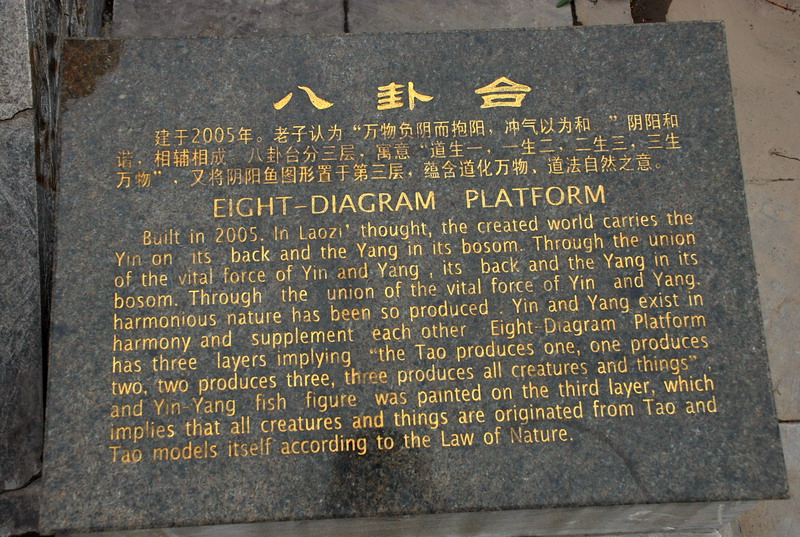 八卦台
建于2005年。老子认为“万物负阴而抱阳，冲气以为和 ”阴阳和
谐，相辅相成 八卦台分三层，寓意“道生一，一生二，二生三，三生
万物”，又将阴阳鱼图形置于第三层，蕴含道化万物、道法自然之意。
EIGHT-DIAGRAM PLATFORM
Built in 2005. In Laozi' thought, the created world carries the
Yin on its back and the Yang in its bosom. Through the union
of the vital force of Yin and Yang , its back and the Yang in its
bosom. Through the union of the vital force of Yin and Yang.
harmonious nature has been so produced . Yin and Yang exist in
harmony and supplement each other Eight-Diagram Platform
has three layers implying “the Tao produces one, one produces
two, two produces three, three produces all creatures and things” ,
and Yin-Yang fish figure was painted on the third layer, which
implies that all creatures and things are originated from Tao and
Tao models itself according to the Law of Nature.